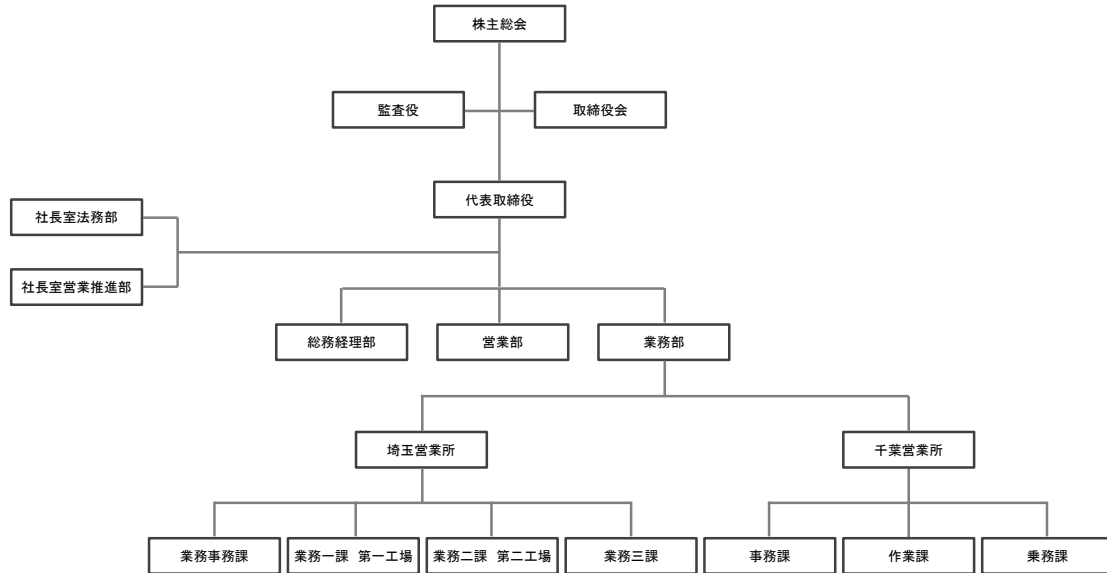 株主総会
監査役
取締役会
代表取締役
社長室法務部
社長室営業推進部
総務経理部
営業部
業務部
埼玉営業所
千葉営業所
業務事務課
業務一課 第一工場
業務二課 第二工場
業務三課
事務課
作業課
乗務課